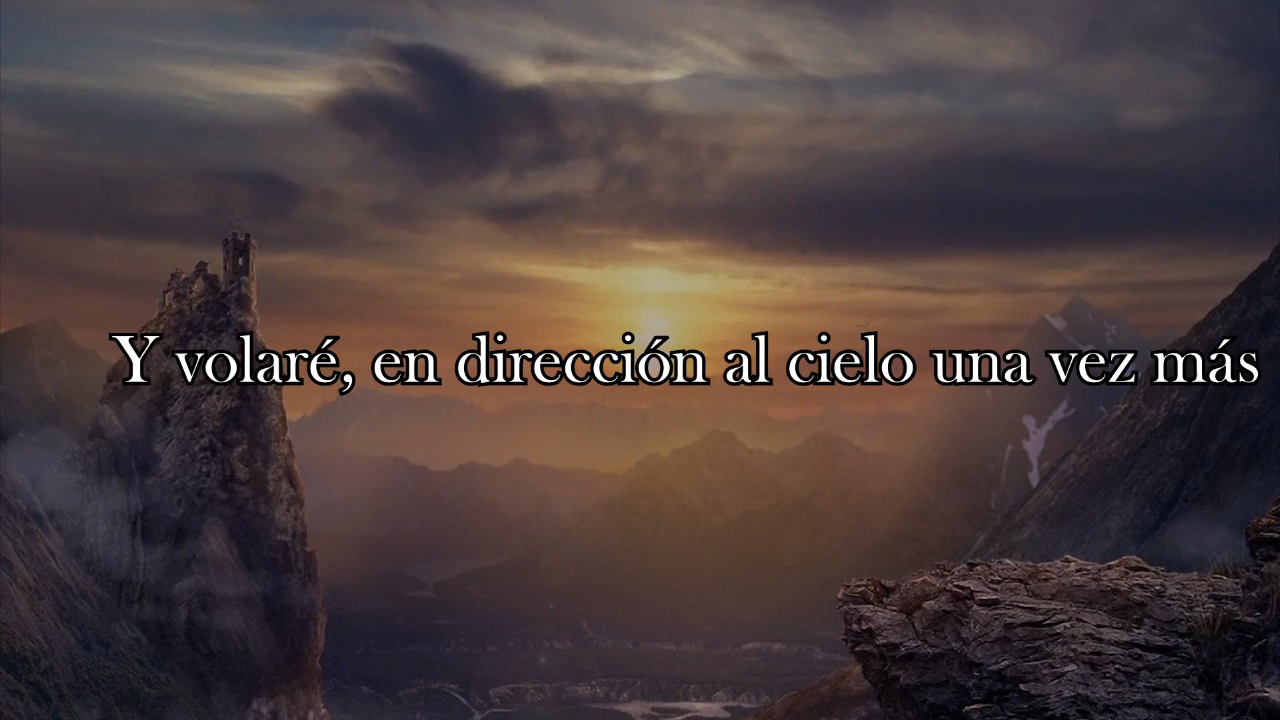 Y volaré, en dirección al cielo una vez más